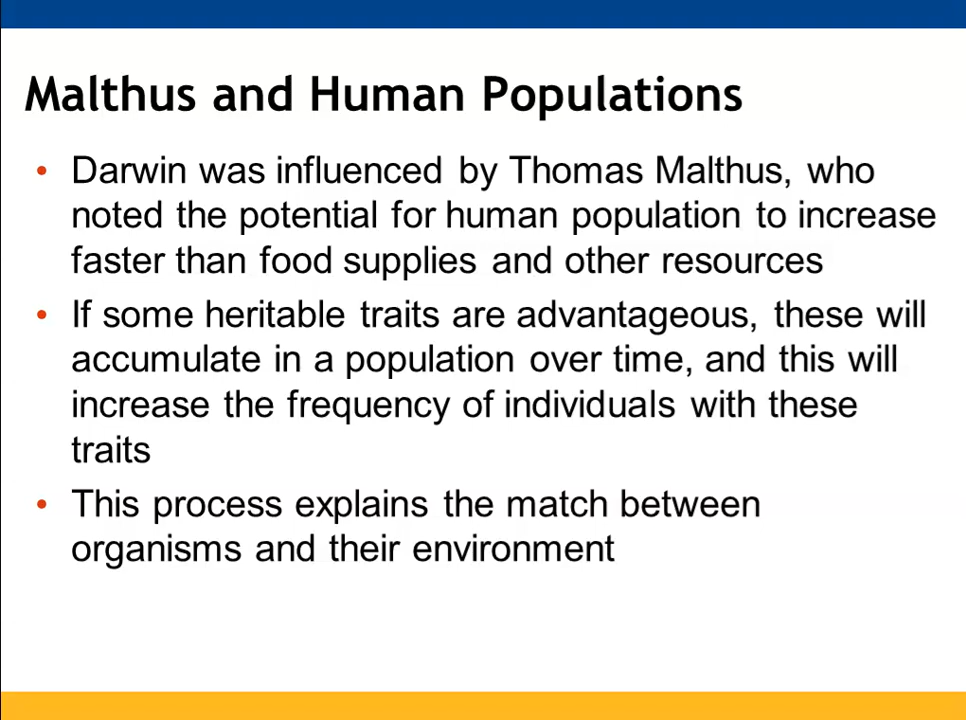 Malthus and Human Populations
• Darwin was influenced by Thomas Malthus, who
noted the potential for human population to increase
faster than food supplies and other resources
• If some heritable traits are advantageous, these will
accumulate in a population over time, and this will
increase the frequency of individuals with these
traits
• This process explains the match between
organisms and their environment